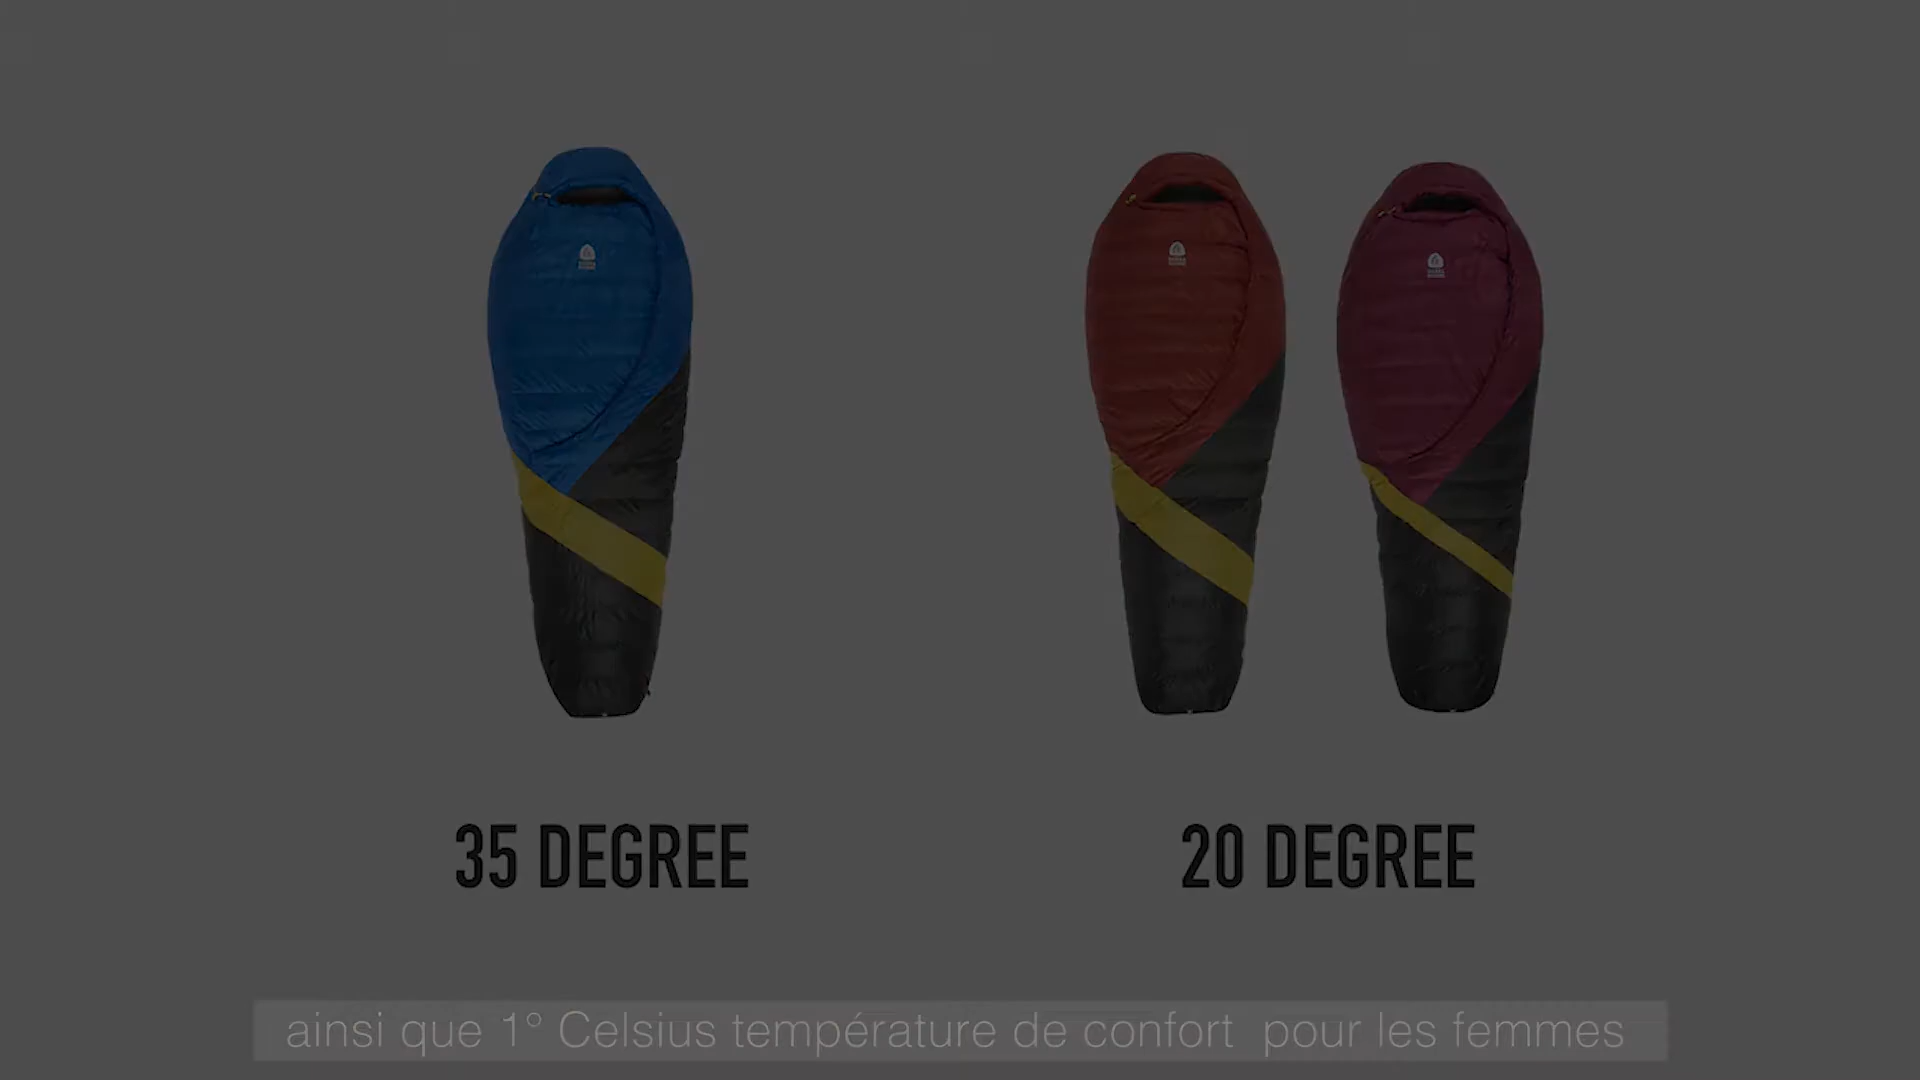 35 DEGREE
20 DEGREE
ainsi que 1° Celsius température de confort pour les femmes